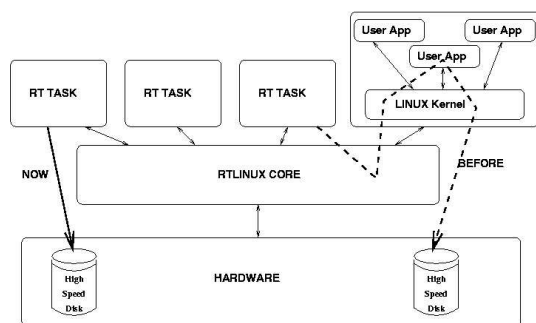 User App
User App
User App
RT TASK
RT TASK
RT TASK
LINUX Kernel
NOW
RTLINUX CORE
BEFORE
HARDWARE
High
Speed
Disk
High
Speed
Disk